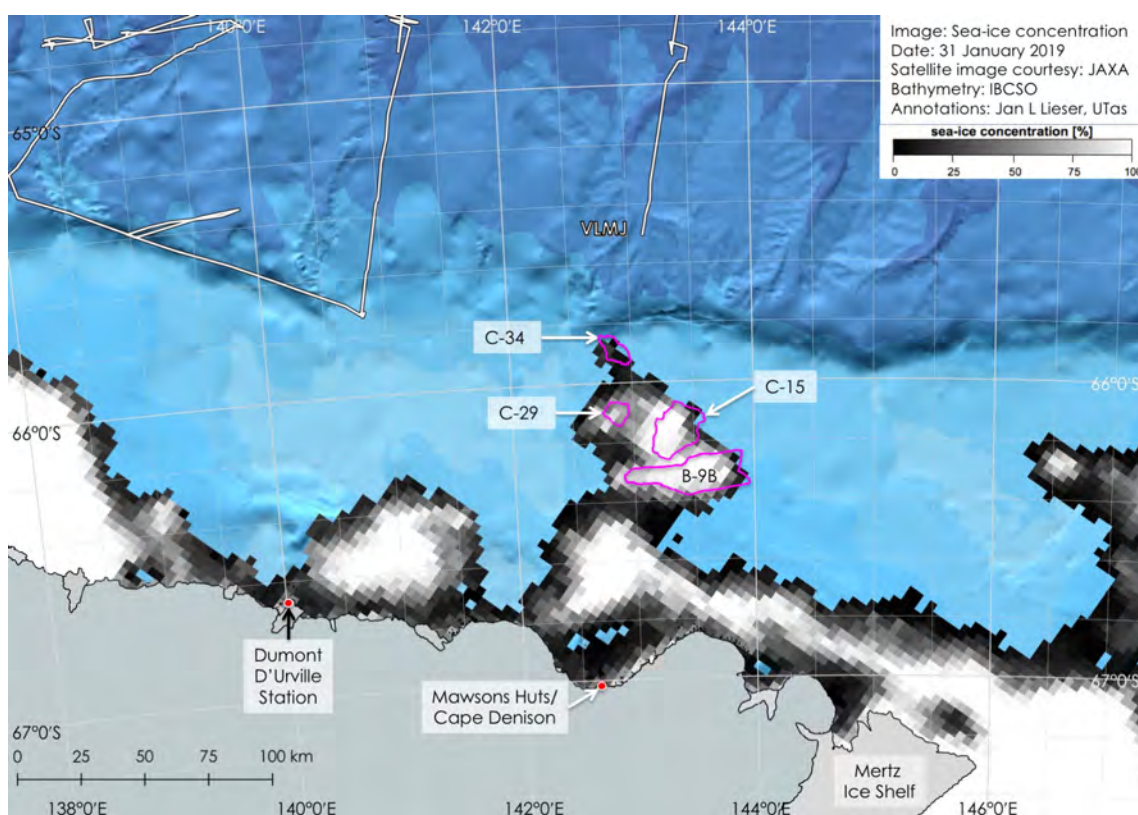 140°0'E
142°0'E
144°0'E
Image: Sea-ice concentration
Date: 31 January 2019
Satellite image courtesy: JAXA
Bathymetry: IBCSO
Annotations: Jan L Lieser, UTas
sea-ice concentration [%]
0 25 50 75 100
65°0'S
VLMJ
C-34
C-15
66°0'S
C-29
66°0'S
B-9B
Dumont
D'Urville
Station
Mawsons Huts/
Cape Denison
67°0'S
67°0'S
0 25 50 75 100 km
Mertz
Ice Shelf
138°0'E
140°0'E
142°0'E
144°0'E
146°0'E